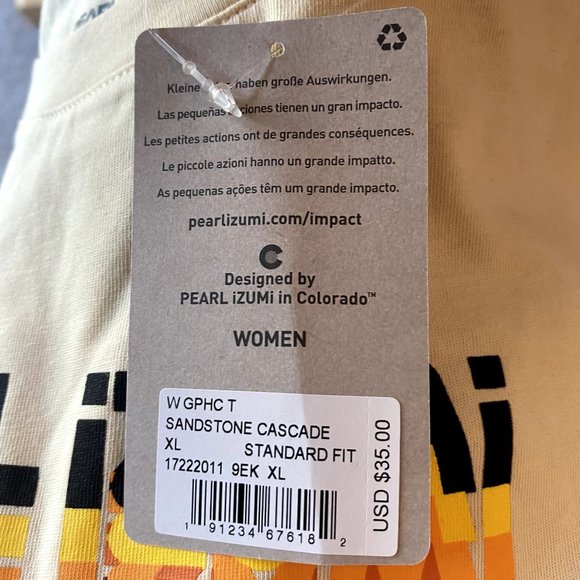 Kleine haben große Auswirkungen.
Las pequeñas acciones tienen un gran impacto.
Les petites actions ont de grandes conséquences.
Le piccole azioni hanno un grande impatto.
As pequenas ações têm um grande impacto.
pearlizumi.com/impact
C
Designed by
PEARL iZUMi in Colorado™
WOMEN
W GPHC T
SANDSTONE CASCADE
XL STANDARD FIT
17222011 9EK XL
1 91234 67618 2
USD $35.00